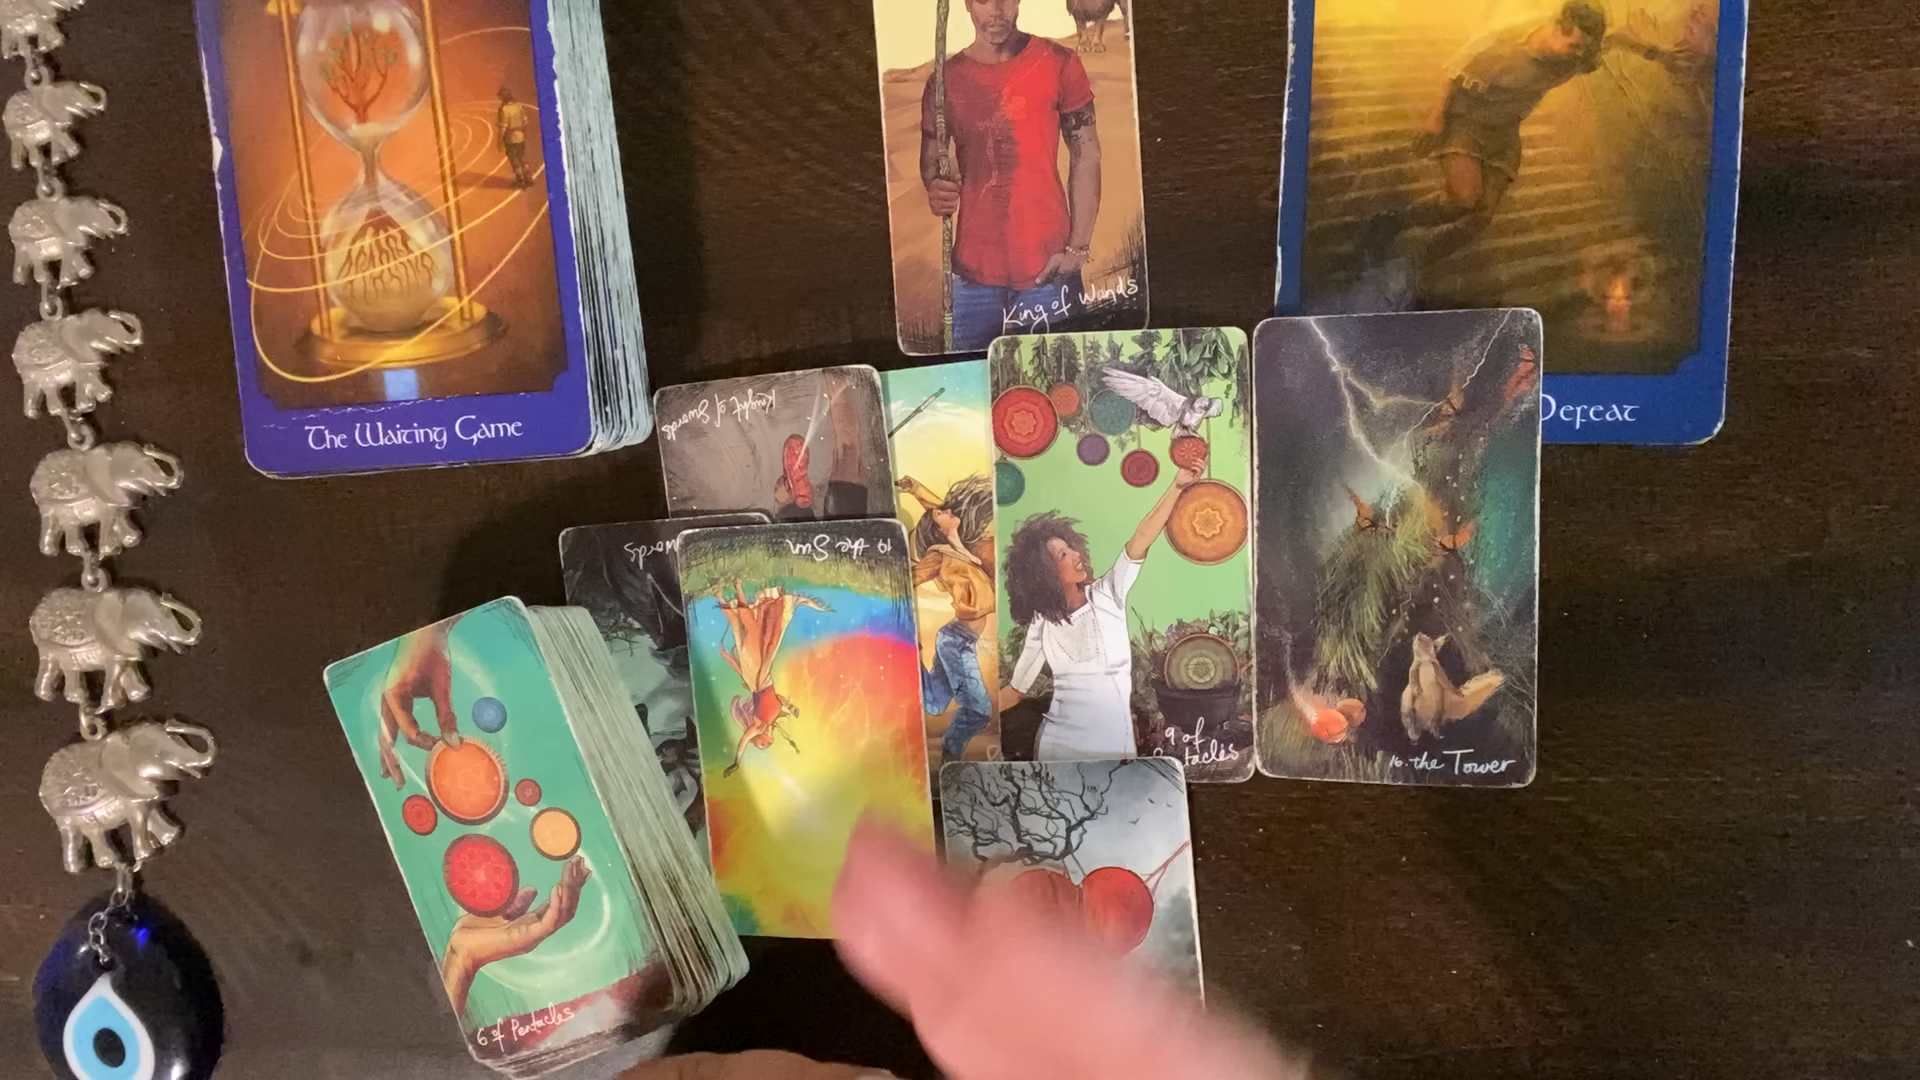 King of Wands
Defeat
The Waiting Game
Knight of Swords
19 the Sun
9 of
16. the Tower
6 of Pentacles